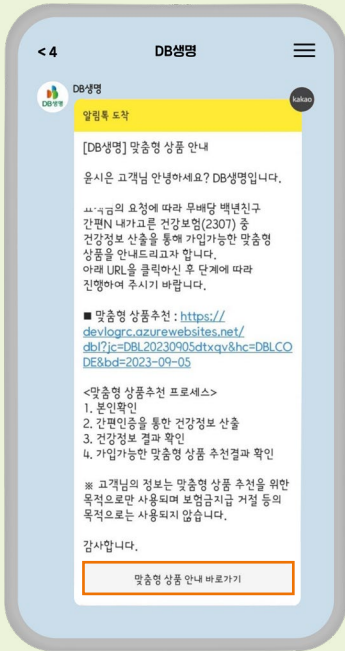 < 4
DB생명
DB생명
DB생명
kakao
알림톡 도착
[DB생명] 맞춤형 상품 안내
윤시은 고객님 안녕하세요? DB생명입니다.
고객님의 요청에 따라 무배당 백년친구
간편N 내가고른 건강보험(2307) 중
건강정보 산출을 통해 가입가능한 맞춤형
상품을 안내드리고자 합니다.
아래 URL을 클릭하신 후 단계에 따라
진행하여 주시기 바랍니다.
■ 맞춤형 상품추천 : https://
devlogrc.azurewebsites.net/
dbl?jc=DBL20230905dtxqv&hc=DBLCO
DE&bd=2023-09-05
<맞춤형 상품추천 프로세스>
1. 본인확인
2. 간편인증을 통한 건강정보 산출
3. 건강정보 결과 확인
4. 가입가능한 맞춤형 상품 추천결과 확인
※ 고객님의 정보는 맞춤형 상품 추천을 위한
목적으로만 사용되며 보험금지급 거절 등의
목적으로는 사용되지 않습니다.
감사합니다.
맞춤형 상품 안내 바로가기